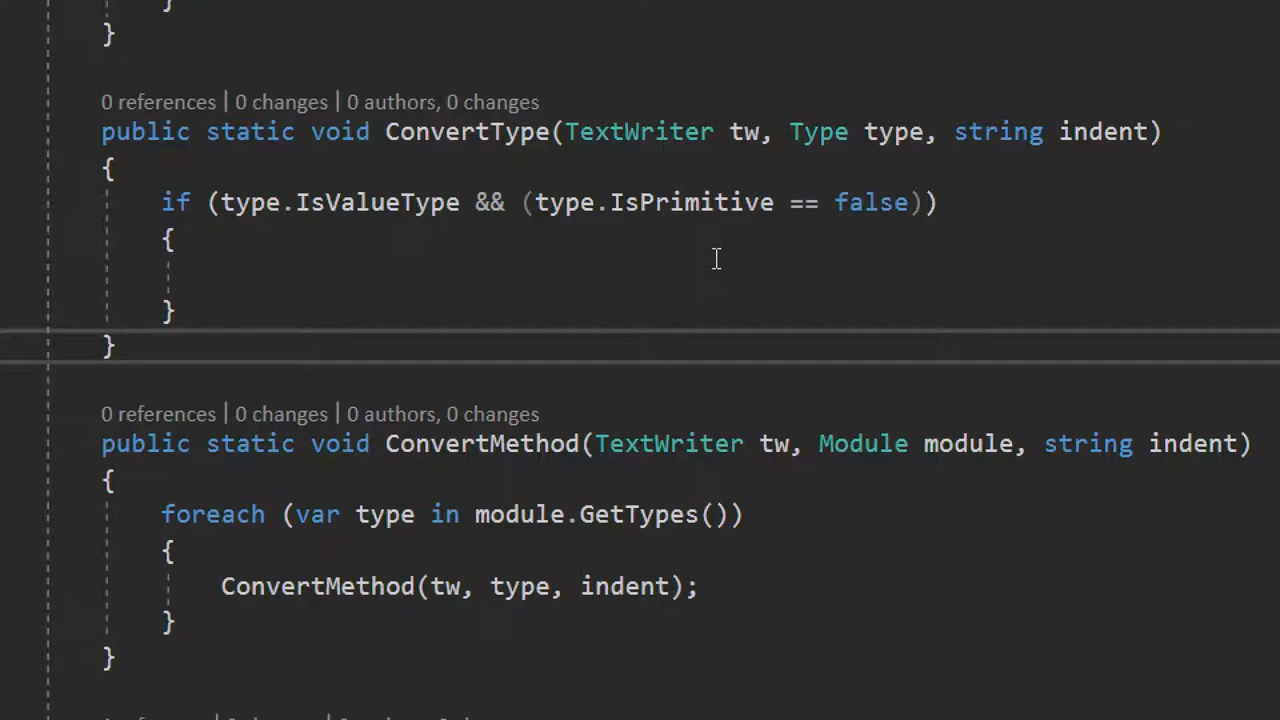 }
}
0 references | 0 changes | 0 authors, 0 changes
public static void ConvertType(TextWriter tw, Type type, string indent)
{
if (type.IsValueType && (type.IsPrimitive == false))
{
}
}
0 references | 0 changes | 0 authors, 0 changes
public static void ConvertMethod(TextWriter tw, Module module, string indent)
{
foreach (var type in module.GetTypes())
{
ConvertMethod(tw, type, indent);
}
}